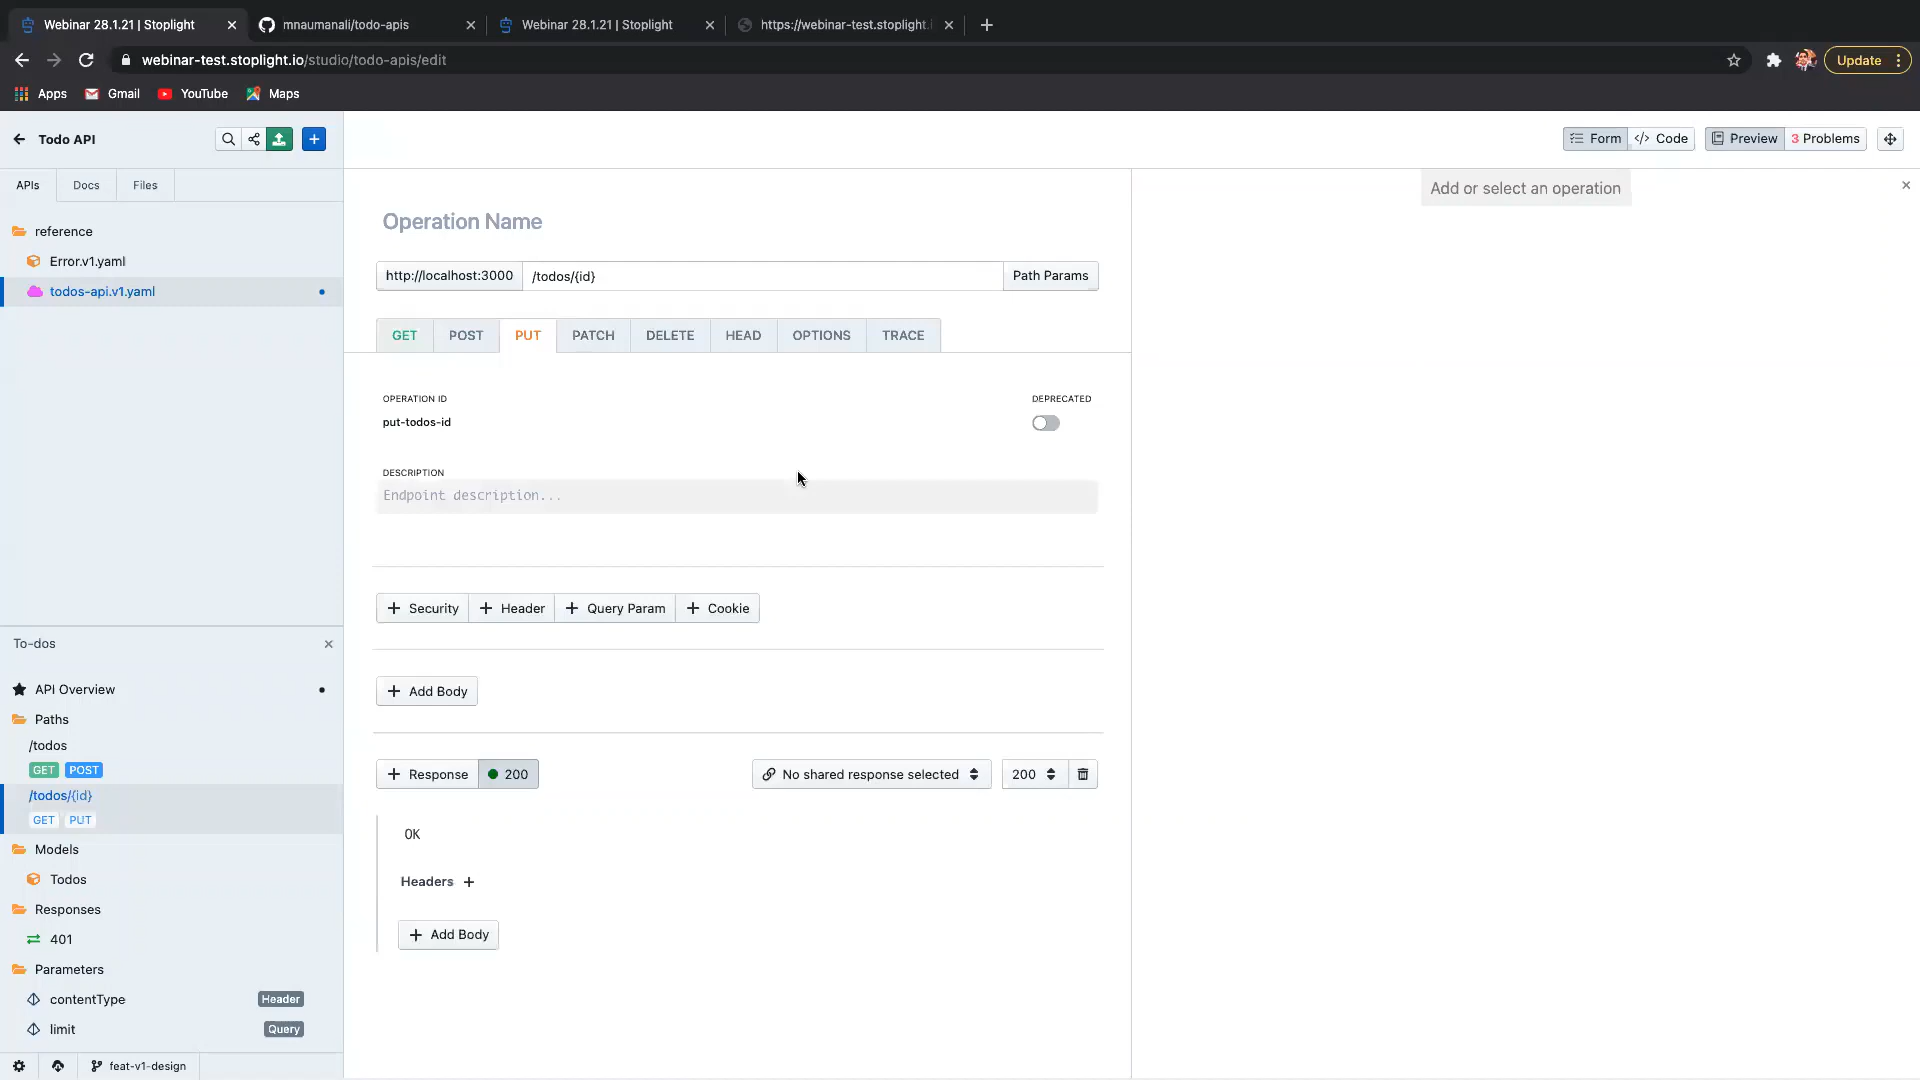 Webinar 28.1.21 | Stoplight
mnaumanali/todo-apis
Webinar 28.1.21 | Stoplight
https://webinar-test.stoplight.
webinar-test.stoplight.io/studio/todo-apis/edit
Update
Apps
Gmail
YouTube
Maps
Todo API
Form
</> Code
Preview
3 Problems
APIs
Docs
Files
reference
Error.v1.yaml
todos-api.v1.yaml
Operation Name
http://localhost:3000
/todos/{id}
Path Params
GET
POST
PUT
PATCH
DELETE
HEAD
OPTIONS
TRACE
OPERATION ID
DEPRECATED
put-todos-id
DESCRIPTION
Endpoint description...
+ Security
+ Header
+ Query Param
+ Cookie
+ Add Body
+ Response
200
No shared response selected
200
OK
Headers +
+ Add Body
Add or select an operation
To-dos
API Overview
Paths
/todos
GET POST
/todos/{id}
GET PUT
Models
Todos
Responses
401
Parameters
contentType
Header
limit
Query
feat-v1-design